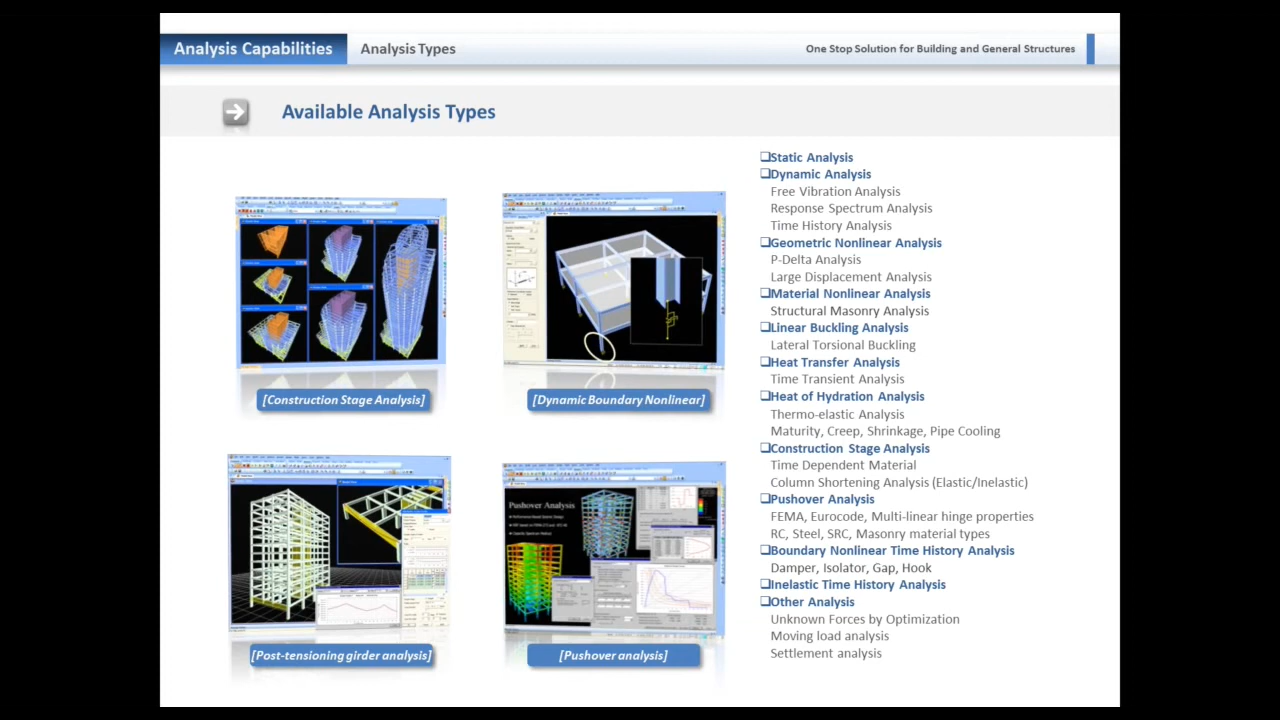 Analysis Capabilities
Analysis Types
One Stop Solution for Building and General Structures
Available Analysis Types
[Construction Stage Analysis]
[Dynamic Boundary Nonlinear]
Pushover Analysis
[Post-tensioning girder analysis]
[Pushover analysis]
❑Static Analysis
❑Dynamic Analysis
Free Vibration Analysis
Response Spectrum Analysis
Time History Analysis
❑Geometric Nonlinear Analysis
P-Delta Analysis
Large Displacement Analysis
❑Material Nonlinear Analysis
Structural Masonry Analysis
❑Linear Buckling Analysis
Lateral Torsional Buckling
❑Heat Transfer Analysis
Time Transient Analysis
❑Heat of Hydration Analysis
Thermo-elastic Analysis
Maturity, Creep, Shrinkage, Pipe Cooling
❑Construction Stage Analysis
Time Dependent Material
Column Shortening Analysis (Elastic/Inelastic)
❑Pushover Analysis
FEMA, Eurocode, Multi-linear hinge properties
RC, Steel, SRC, Masonry material types
❑Boundary Nonlinear Time History Analysis
Damper, Isolator, Gap, Hook
❑Inelastic Time History Analysis
❑Other Analysis
Unknown Forces by Optimization
Moving load analysis
Settlement analysis